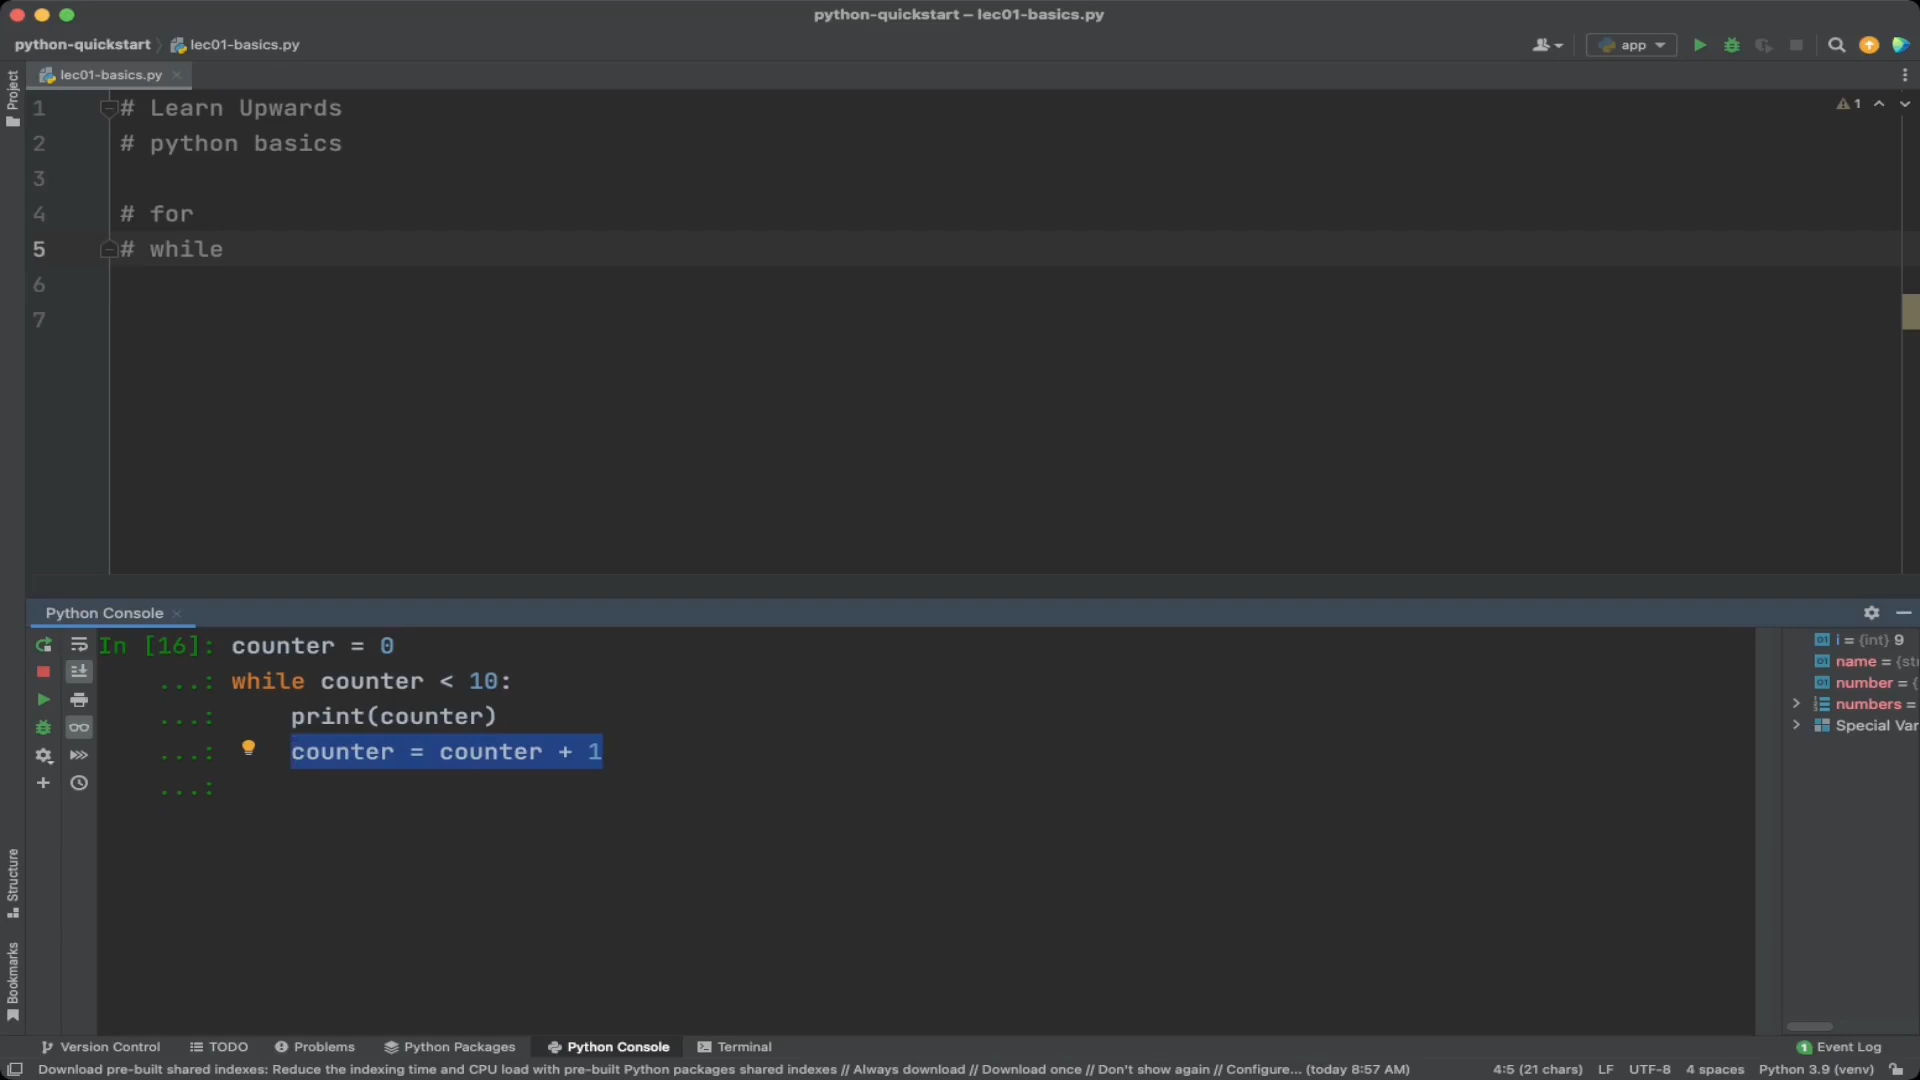 python-quickstart – lec01-basics.py
python-quickstart lec01-basics.py
app
lec01-basics.py
Project
1 # Learn Upwards
2 # python basics
3
4 # for
5 # while
6
7
1
Python Console
In [16]: counter = 0
...: while counter < 10:
...: print(counter)
...: counter = counter + 1
...:
i = {int} 9
name = {str
number = {
numbers =
Special Var
Structure
Bookmarks
Version Control TODO Problems Python Packages Python Console Terminal 1 Event Log
Download pre-built shared indexes: Reduce the indexing time and CPU load with pre-built Python packages shared indexes // Always download // Download once // Don't show again // Configure... (today 8:57 AM) 4:5 (21 chars) LF UTF-8 4 spaces Python 3.9 (venv)